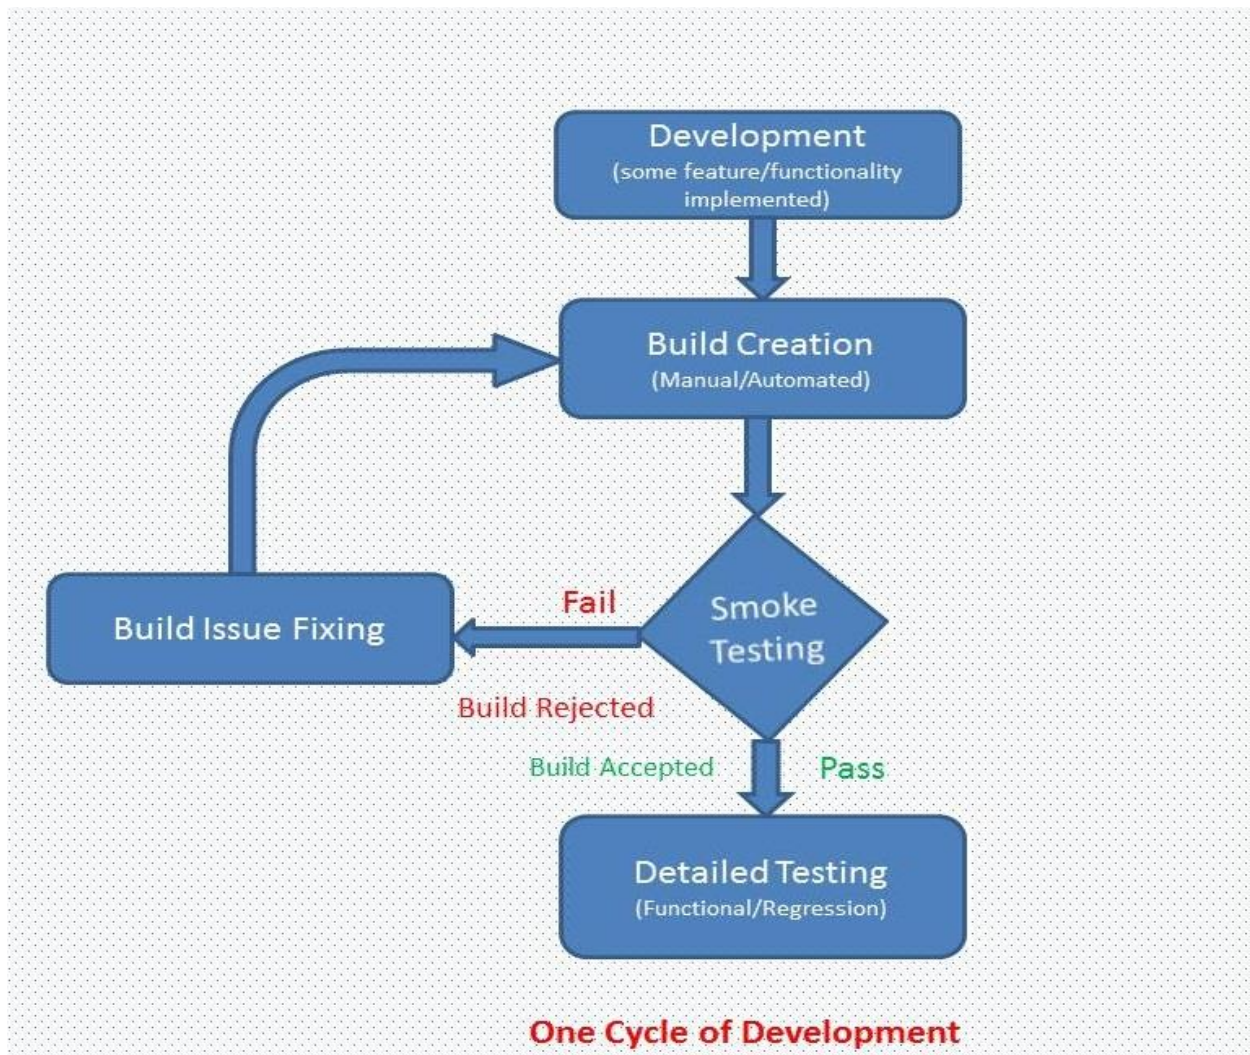 Development
(some feature/functionality
implemented)
Build Creation
(Manual/Automated)
Smoke
Testing
Fail
Build Issue Fixing
Build Rejected
Build Accepted
Pass
Detailed Testing
(Functional/Regression)
One Cycle of Development